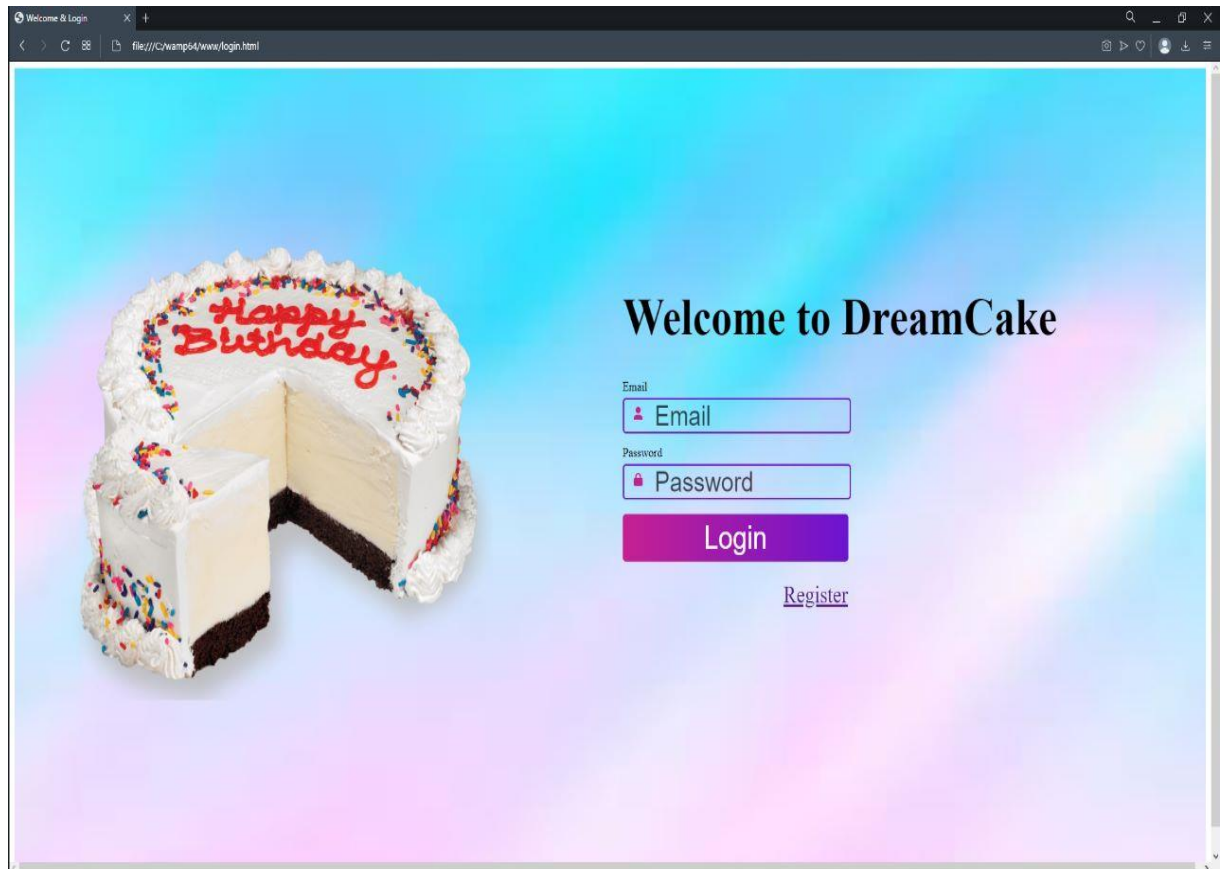 Welcome & Login
file:///C:/wamp64/www/login.html
Happy
Birthday
Welcome to DreamCake
Email
Email
Password
Password
Login
Register